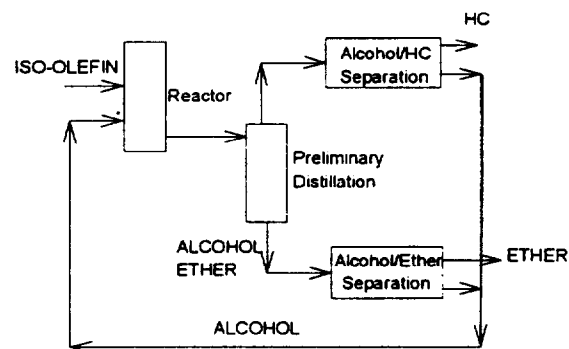 HC
ISO-OLEFIN
Reactor
Alcohol/HC
Separation
Preliminary
Distillation
ALCOHOL
ETHER
Alcohol/Ether
Separation
ETHER
ALCOHOL